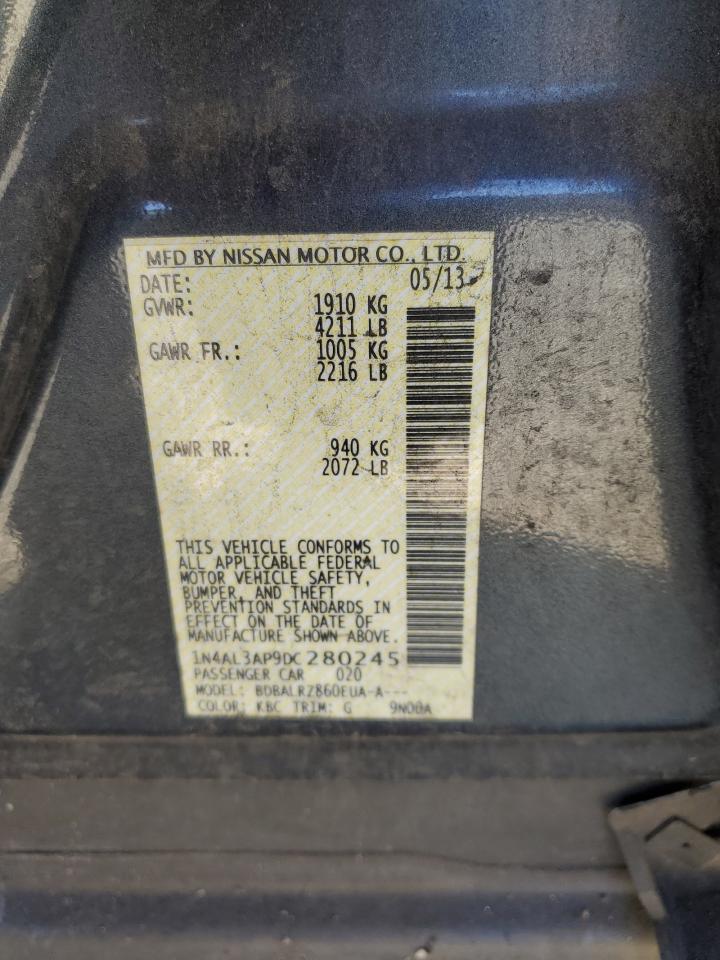 MFD BY NISSAN MOTOR CO., LTD.
DATE: 05/13
GVWR: 1910 KG
4211 LB
GAWR FR.: 1005 KG
2216 LB
GAWR RR.: 940 KG
2072 LB
THIS VEHICLE CONFORMS TO
ALL APPLICABLE FEDERAL
MOTOR VEHICLE SAFETY,
BUMPER, AND THEFT
PREVENTION STANDARDS IN
EFFECT ON THE DATE OF
MANUFACTURE SHOWN ABOVE.
1N4AL3AP9DC280245
PASSENGER CAR 020
MODEL: BDBALRZ860EUA-A---
COLOR: KBC TRIM: G 9N00A